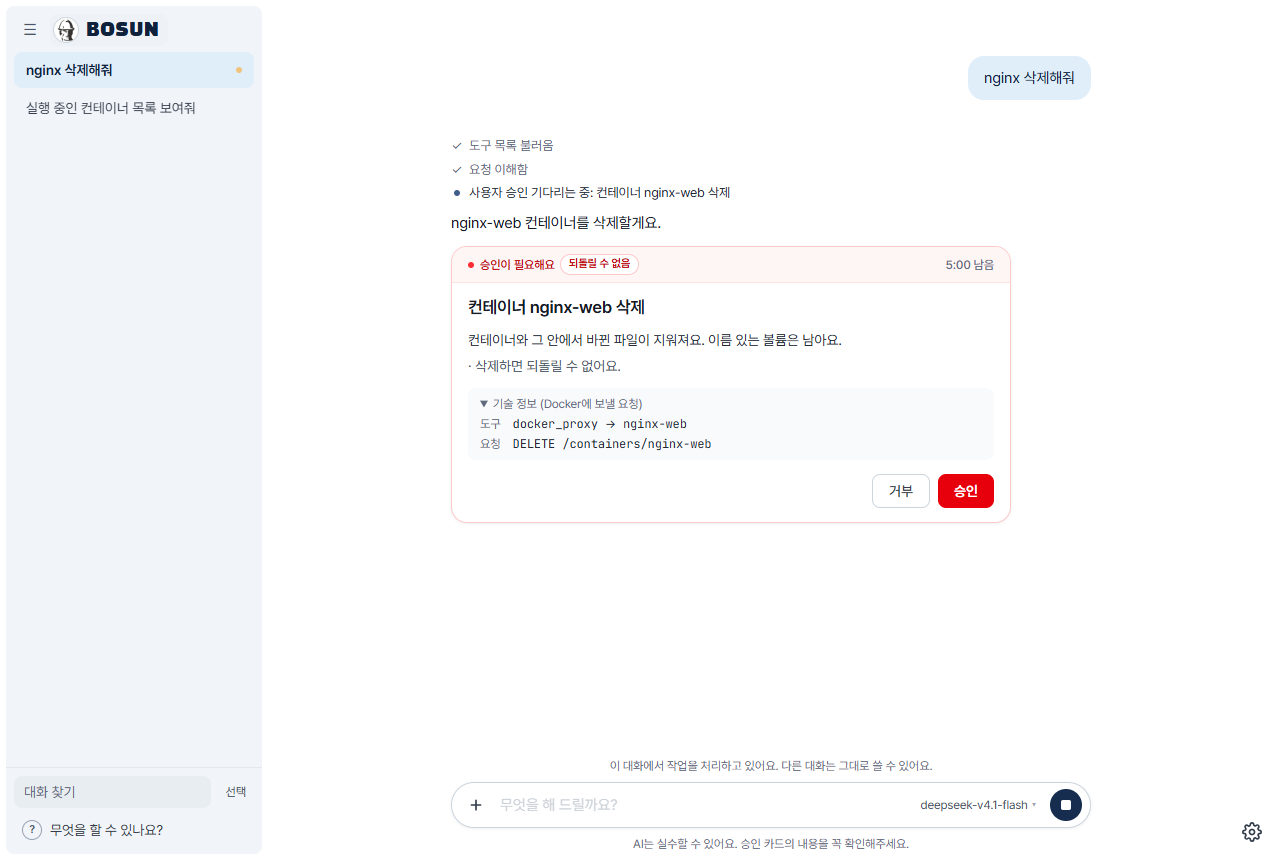 BOSUN
nginx 삭제해줘
실행 중인 컨테이너 목록 보여줘
대화 찾기
선택
? 무엇을 할 수 있나요?
nginx 삭제해줘
✓ 도구 목록 불러옴
✓ 요청 이해함
사용자 승인 기다리는 중: 컨테이너 nginx-web 삭제
nginx-web 컨테이너를 삭제할게요.
승인이 필요해요 되돌릴 수 없음 5:00 남음
컨테이너 nginx-web 삭제
컨테이너와 그 안에서 바뀐 파일이 지워져요. 이름 있는 볼륨은 남아요.
· 삭제하면 되돌릴 수 없어요.
▼ 기술 정보 (Docker에 보낼 요청)
도구 docker_proxy → nginx-web
요청 DELETE /containers/nginx-web
거부 승인
이 대화에서 작업을 처리하고 있어요. 다른 대화는 그대로 쓸 수 있어요.
+ 무엇을 해 드릴까요? deepseek-v4.1-flash
AI는 실수할 수 있어요. 승인 카드의 내용을 꼭 확인해주세요.